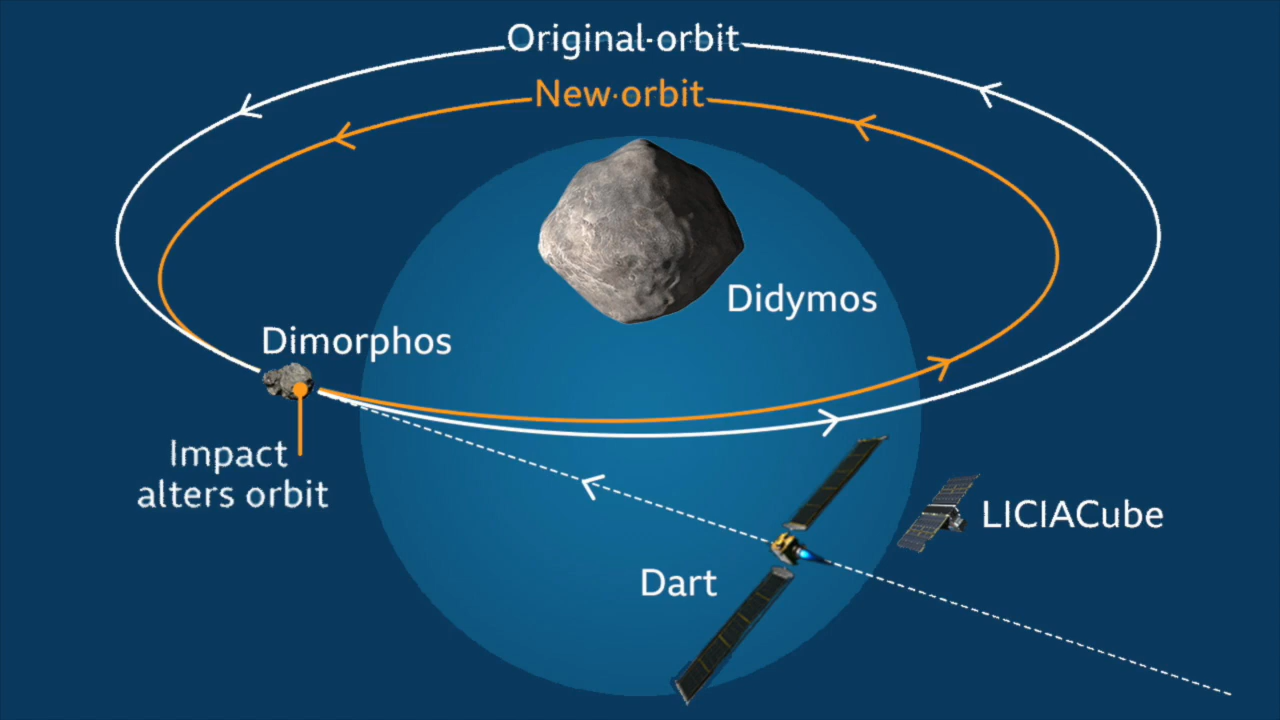 Original orbit
New orbit
Didymos
Dimorphos
Impact
alters orbit
LICIACube
Dart